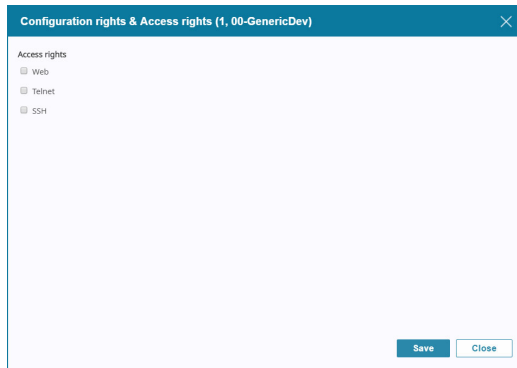 Configuration rights & Access rights (1, 00-GenericDev)
Access rights
Web
Telnet
SSH
Save Close